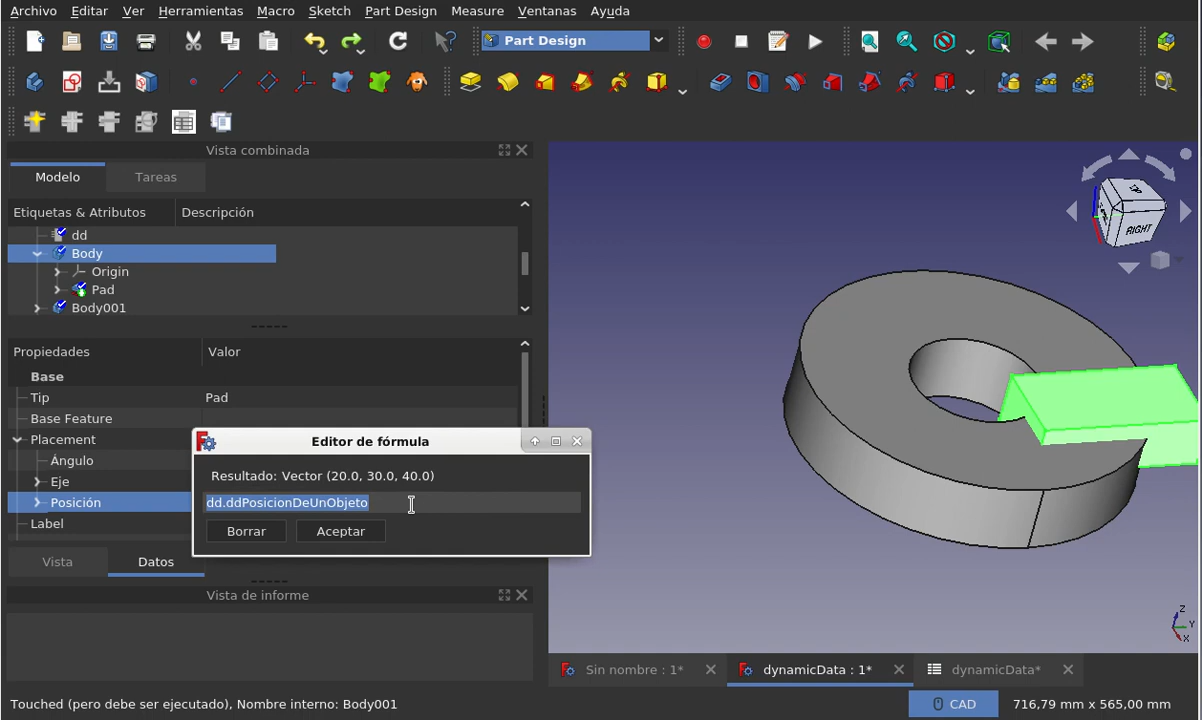 Archivo Editar Ver Herramientas Macro Sketch Part Design Measure Ventanas Ayuda
Part Design
Vista combinada
Modelo Tareas
Etiquetas & Atributos Descripción
dd
Body
Origin
Pad
Body001
Propiedades Valor
Base
Tip Pad
Base Feature
Placement
Ángulo
Eje
Posición
Label
Editor de fórmula
Resultado: Vector (20.0, 30.0, 40.0)
dd.ddPosicionDeUnObjeto
Borrar Aceptar
Vista Datos
Vista de informe
RIGHT
Z
Y
X
Sin nombre : 1* dynamicData : 1* dynamicData*
Touched (pero debe ser ejecutado), Nombre interno: Body001 CAD 716,79 mm x 565,00 mm